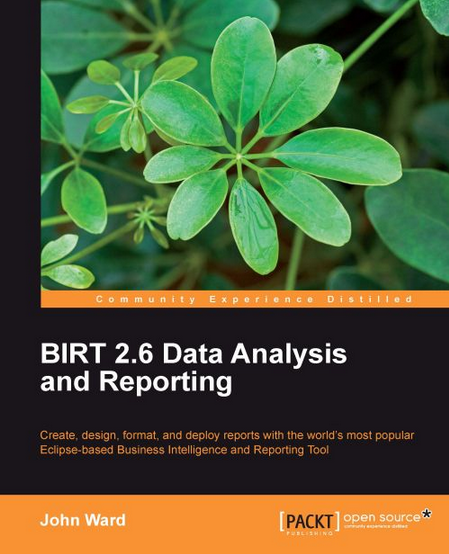 Community Experience Distilled
BIRT 2.6 Data Analysis
and Reporting
Create, design, format, and deploy reports with the world's most popular
Eclipse-based Business Intelligence and Reporting Tool
John Ward
[PACKT] open source*
PUBLISHING community experience distilled